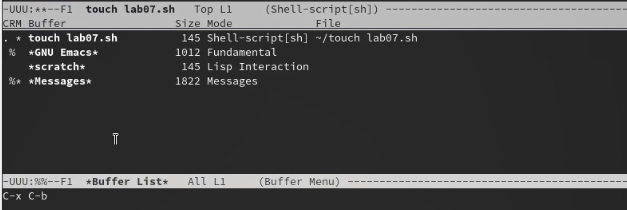 -UUU:**--F1  touch lab07.sh   Top L1     (Shell-script[sh]) --------------------------------
CRM Buffer                Size Mode             File
. * touch lab07.sh         145 Shell-script[sh] ~/touch lab07.sh
 %  *GNU Emacs*           1012 Fundamental
    *scratch*              145 Lisp Interaction
 %* *Messages*            1822 Messages
-UUU:%%--F1  *Buffer List*   All L1     (Buffer Menu) --------------------------------------
C-x C-b